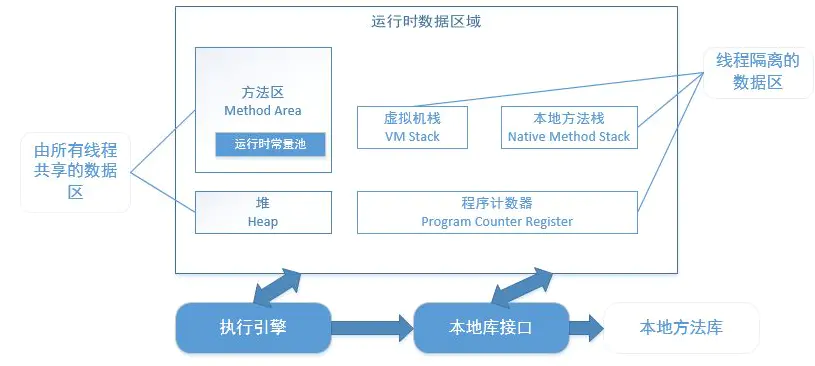 运行时数据区域
线程隔离的
数据区
方法区
Method Area
运行时常量池
虚拟机栈
VM Stack
本地方法栈
Native Method Stack
由所有线程
共享的数据
区
堆
Heap
程序计数器
Program Counter Register
执行引擎
本地库接口
本地方法库